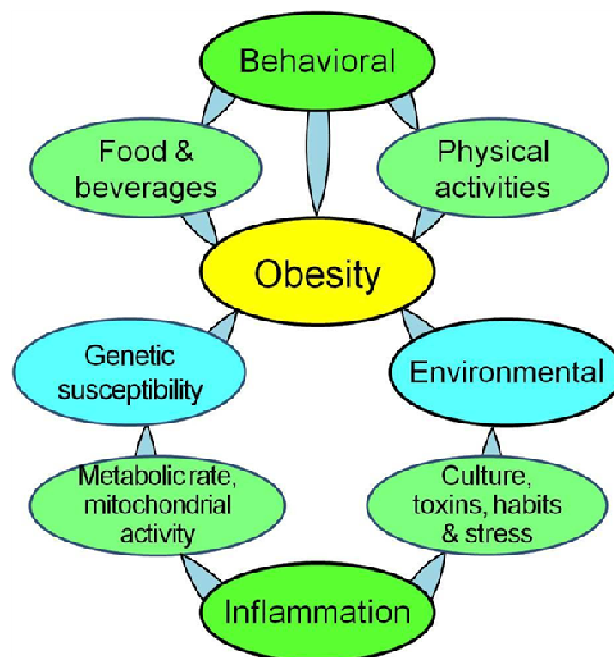 Behavioral
Food &
beverages
Physical
activities
Obesity
Genetic
susceptibility
Environmental
Metabolic rate,
mitochondrial
activity
Culture,
toxins, habits
& stress
Inflammation